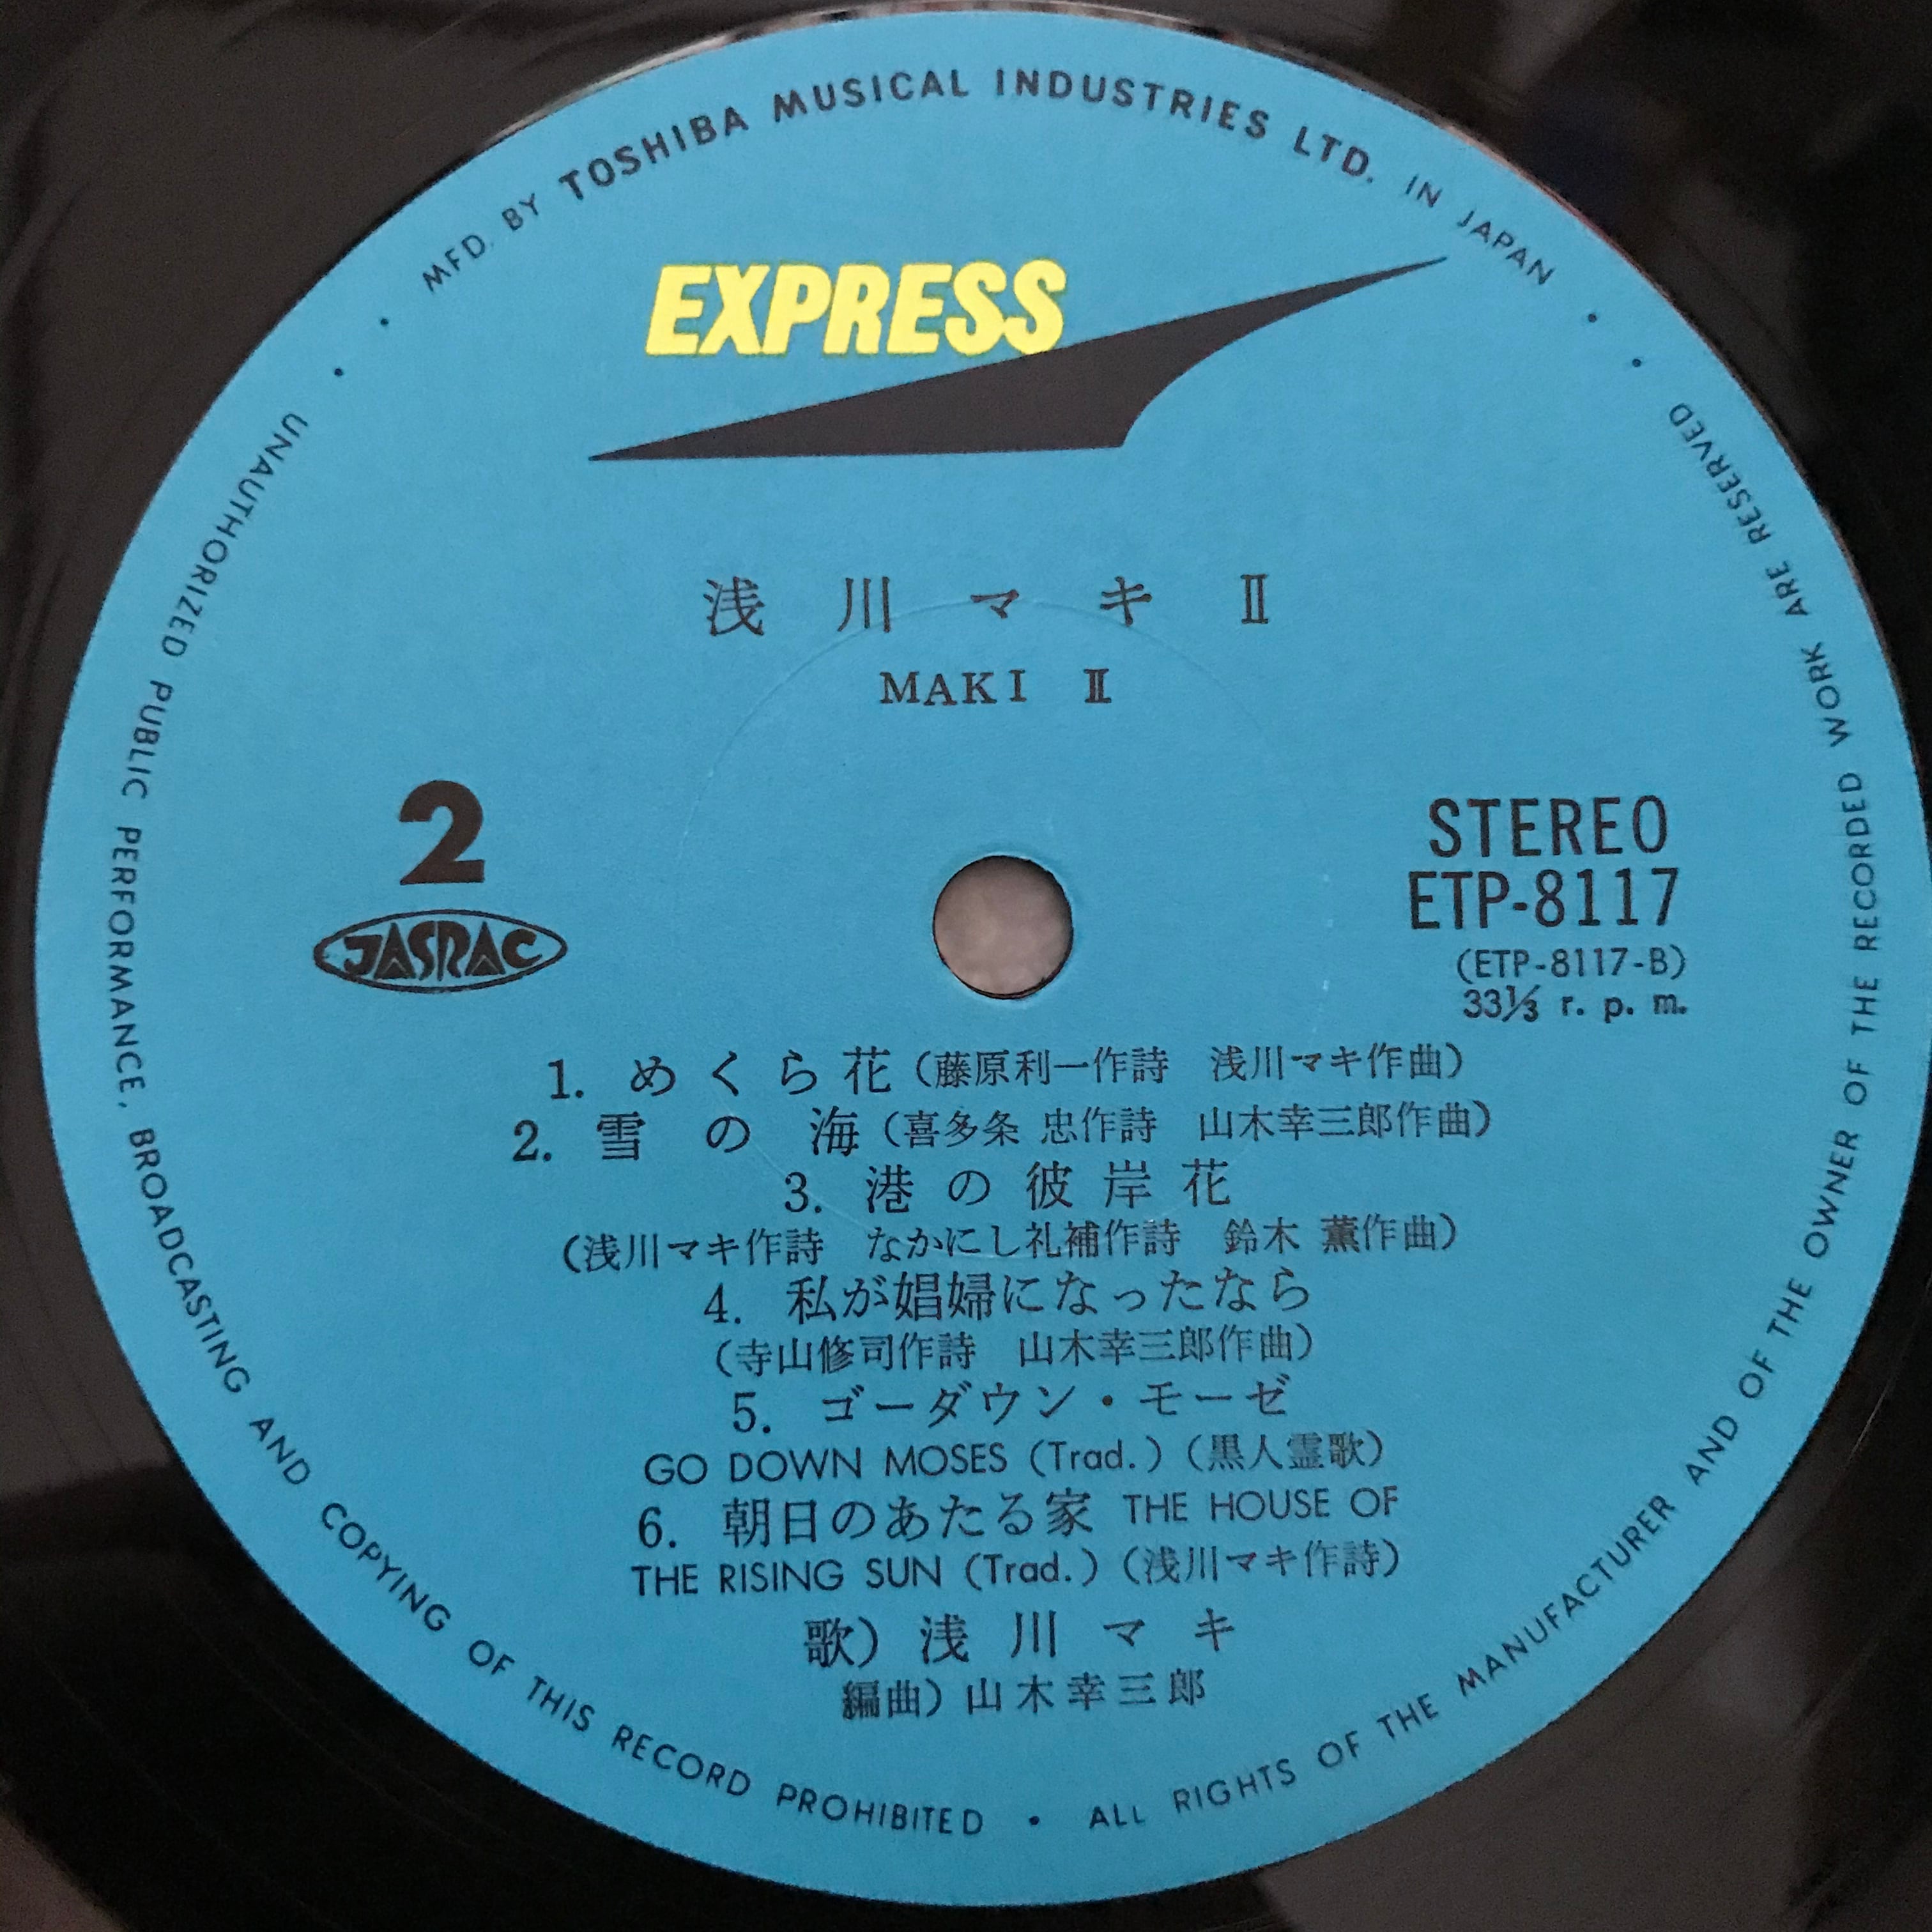 MFD. BY TOSHIBA MUSICAL INDUSTRIES LTD. IN JAPAN
EXPRESS
浅川マキⅡ
MAKI Ⅱ
2
JASRAC
STEREO
ETP-8117
(ETP-8117-B)
33⅓ r. p. m.
1. めくら花 (藤原利一作詩 浅川マキ作曲)
2. 雪の海 (喜多条 忠作詩 山木幸三郎作曲)
3. 港の彼岸花
(浅川マキ作詩 なかにし礼補作詩 鈴木 薫作曲)
4. 私が娼婦になったなら
(寺山修司作詩 山木幸三郎作曲)
5. ゴーダウン・モーゼ
GO DOWN MOSES (Trad.) (黒人霊歌)
6. 朝日のあたる家 THE HOUSE OF
THE RISING SUN (Trad.) (浅川マキ作詩)
歌) 浅川マキ
編曲) 山木幸三郎
UNAUTHORIZED PUBLIC PERFORMANCE, BROADCASTING AND COPYING OF THIS RECORD PROHIBITED • ALL RIGHTS OF THE MANUFACTURER AND OF THE OWNER OF THE RECORDED WORK ARE RESERVED